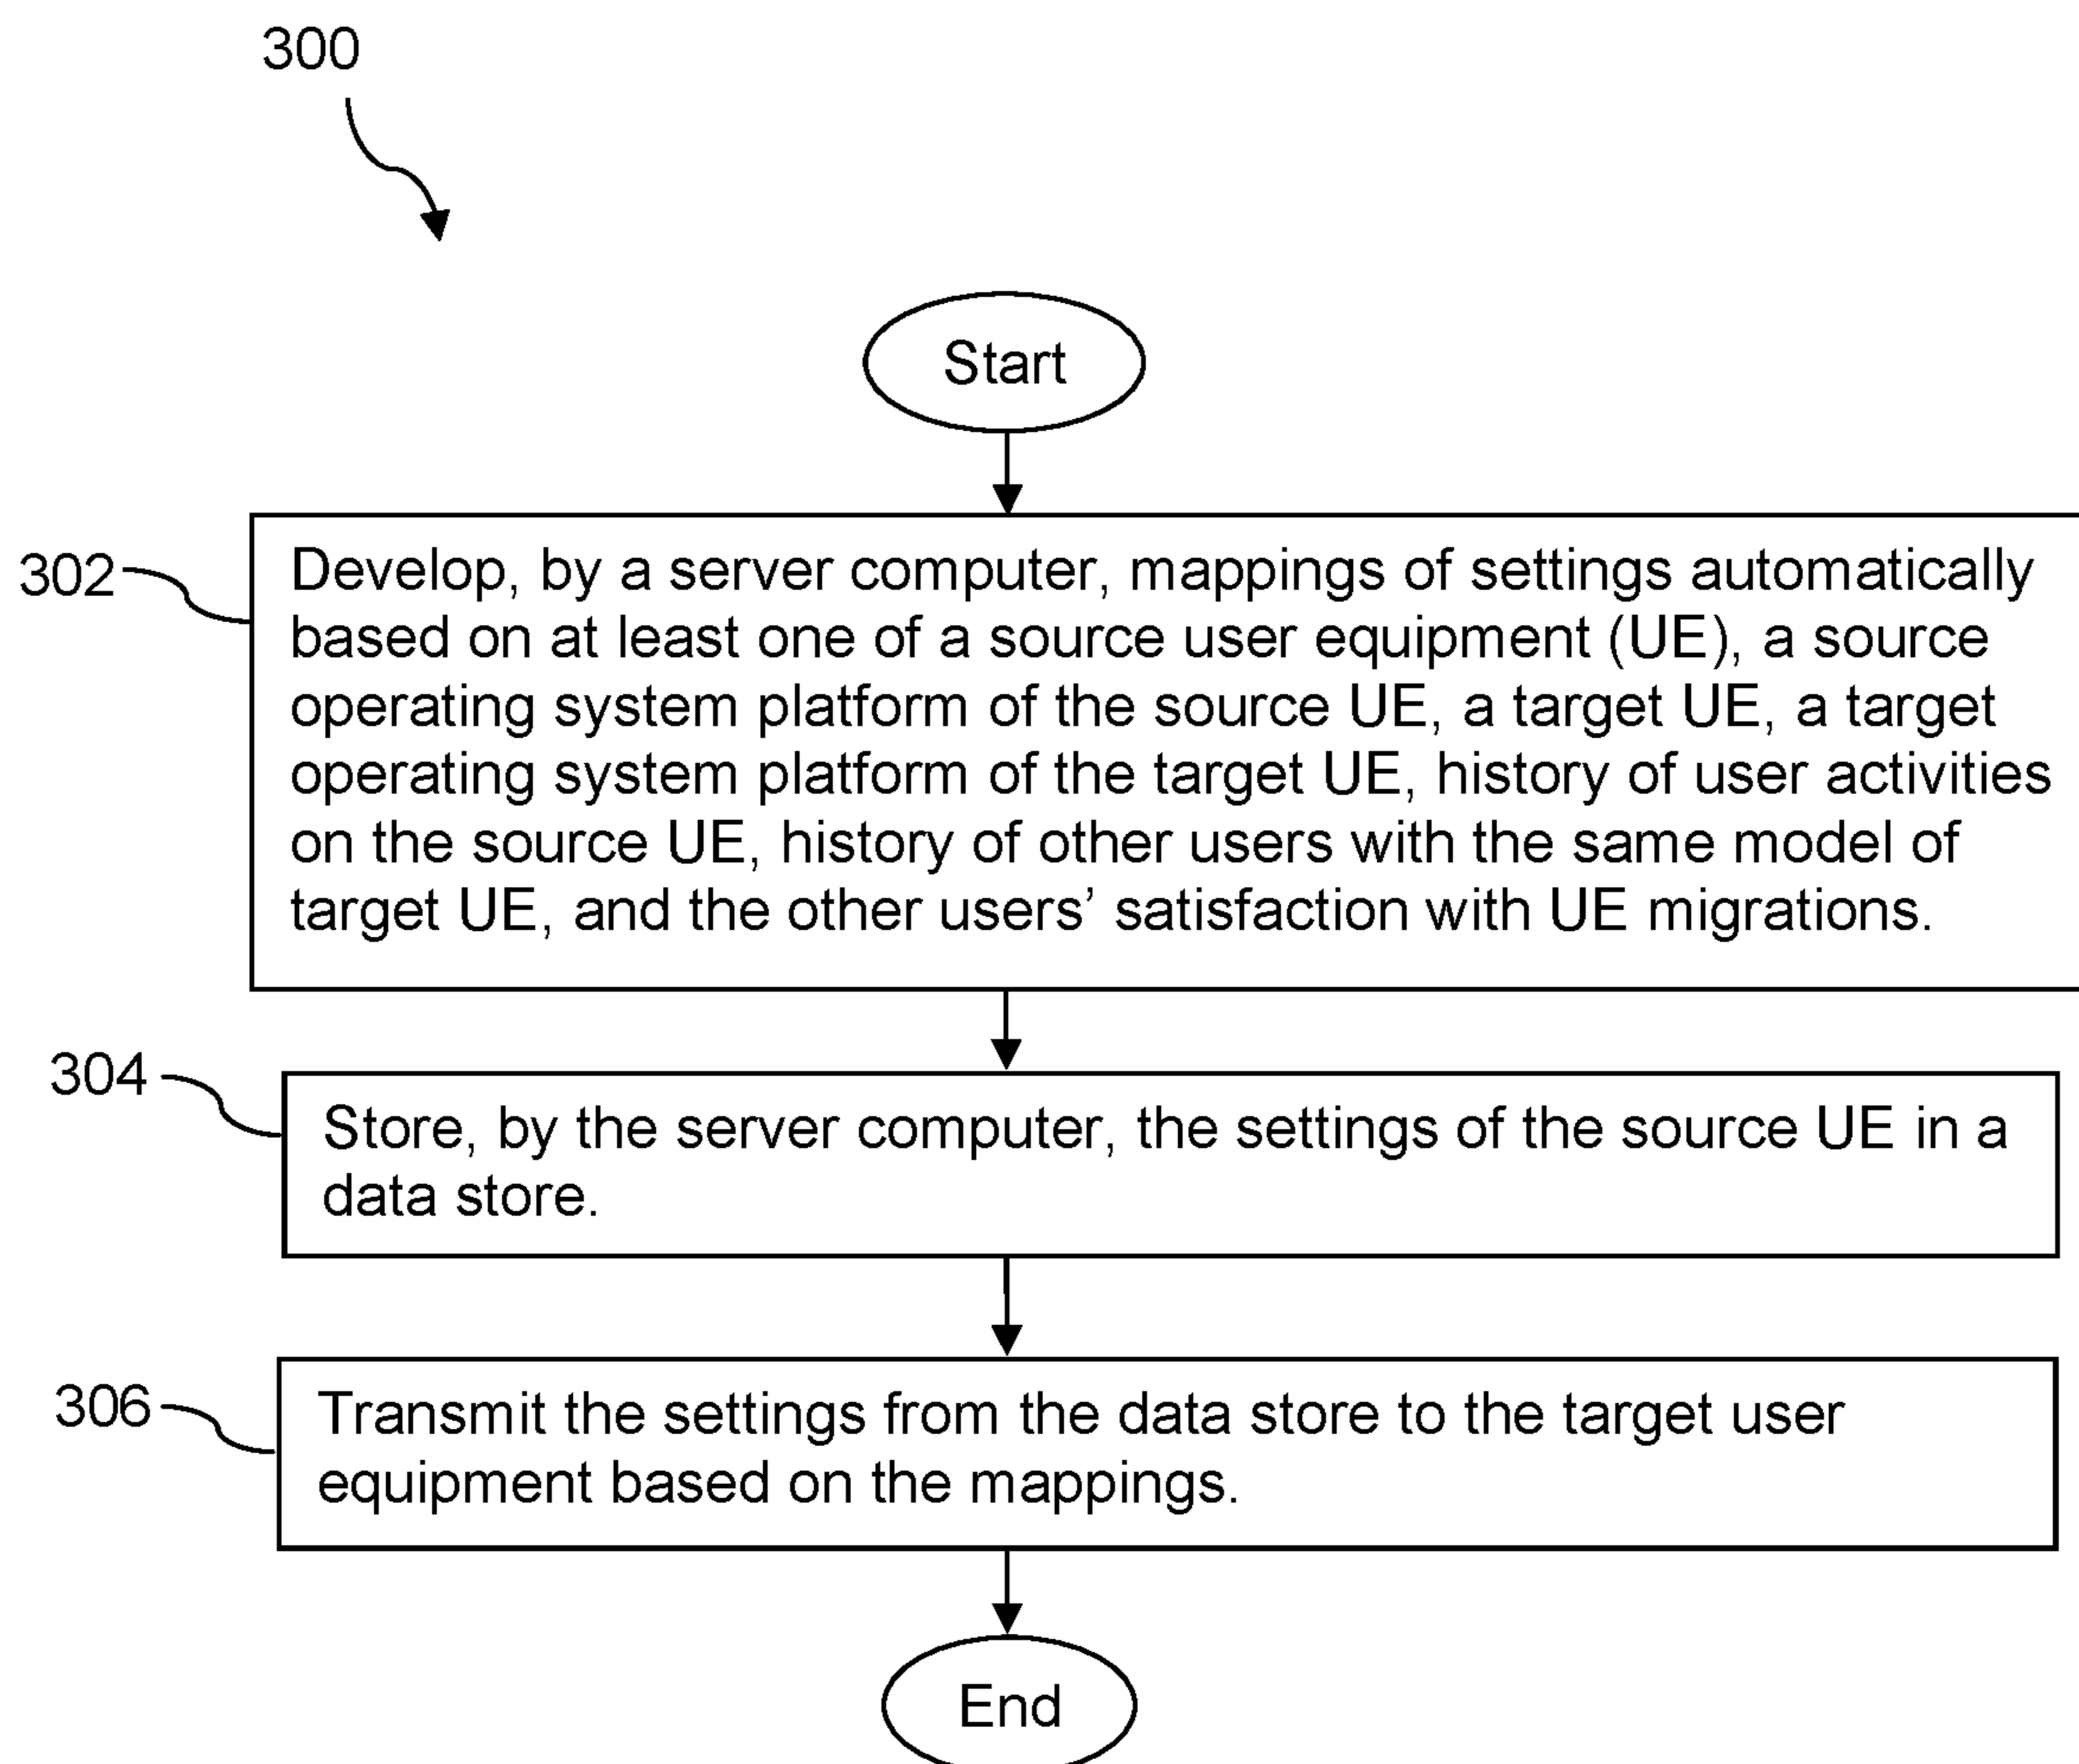 300
Start
302
Develop, by a server computer, mappings of settings automatically
based on at least one of a source user equipment (UE), a source
operating system platform of the source UE, a target UE, a target
operating system platform of the target UE, history of user activities
on the source UE, history of other users with the same model of
target UE, and the other users’ satisfaction with UE migrations.
304
Store, by the server computer, the settings of the source UE in a
data store.
306
Transmit the settings from the data store to the target user
equipment based on the mappings.
End